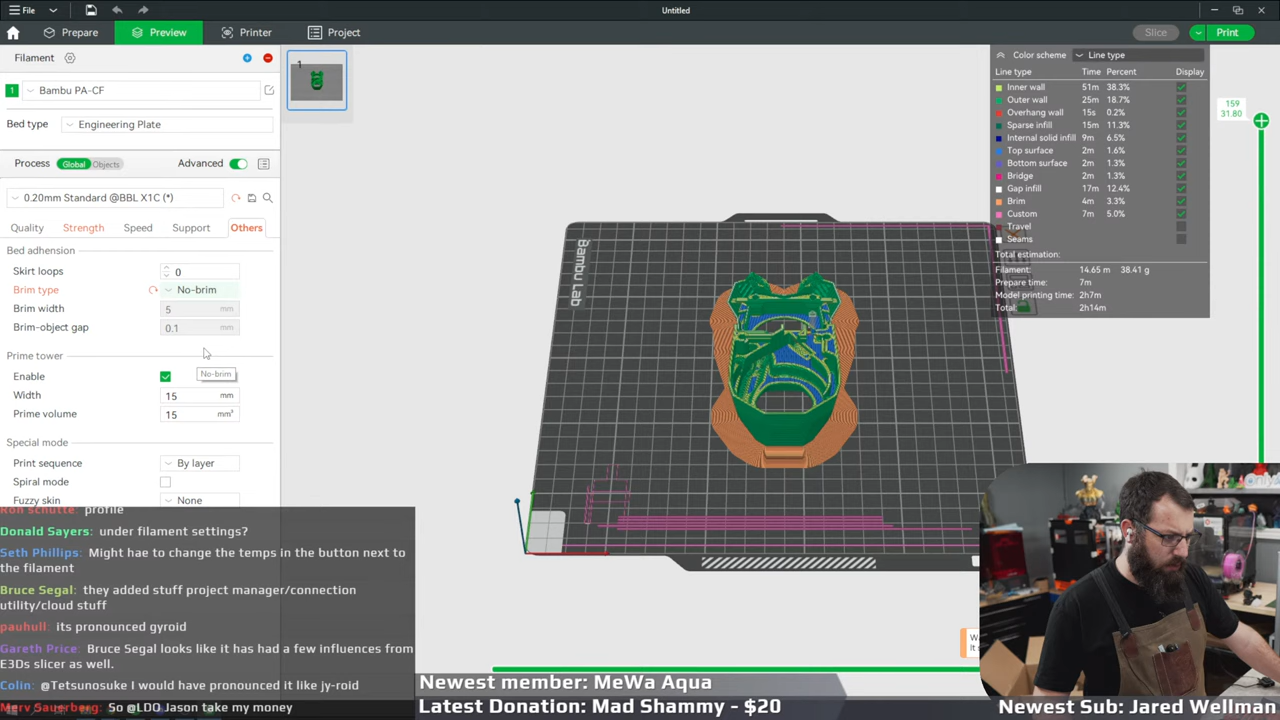 File
Untitled
Prepare
Preview
Printer
Project
Slice
Print
Filament
1 Bambu PA-CF
Bed type Engineering Plate
Process Global Objects Advanced
0.20mm Standard @BBL X1C (*)
Quality Strength Speed Support Others
Bed adhension
Skirt loops 0
Brim type No-brim
Brim width 5 mm
Brim-object gap 0.1 mm
Prime tower
Enable No-brim
Width 15 mm
Prime volume 15 mm³
Special mode
Print sequence By layer
Spiral mode
Fuzzy skin None
1
Bambu Lab
Color scheme Line type
Line type Time Percent Display
Inner wall 51m 38.3%
Outer wall 25m 18.7%
Overhang wall 15s 0.2%
Sparse infill 15m 11.3%
Internal solid infill 9m 6.5%
Top surface 2m 1.6%
Bottom surface 2m 1.3%
Bridge 2m 1.3%
Gap infill 17m 12.4%
Brim 4m 3.3%
Custom 7m 5.0%
Travel
Seams
Total estimation:
Filament: 14.65 m 38.41 g
Prepare time: 7m
Model printing time: 2h7m
Total: 2h14m
159
31.80
Ron schutte: profile
Donald Sayers: under filament settings?
Seth Phillips: Might hae to change the temps in the button next to
the filament
Bruce Segal: they added stuff project manager/connection
utility/cloud stuff
pauhull: its pronounced gyroid
Gareth Price: Bruce Segal looks like it has had a few influences from
E3Ds slicer as well.
Colin: @Tetsunosuke I would have pronounced it like jy-roid
Merv Sauerberg: So @LDO Jason take my money
Newest member: MeWa Aqua
Latest Donation: Mad Shammy - $20
Newest Sub: Jared Wellman